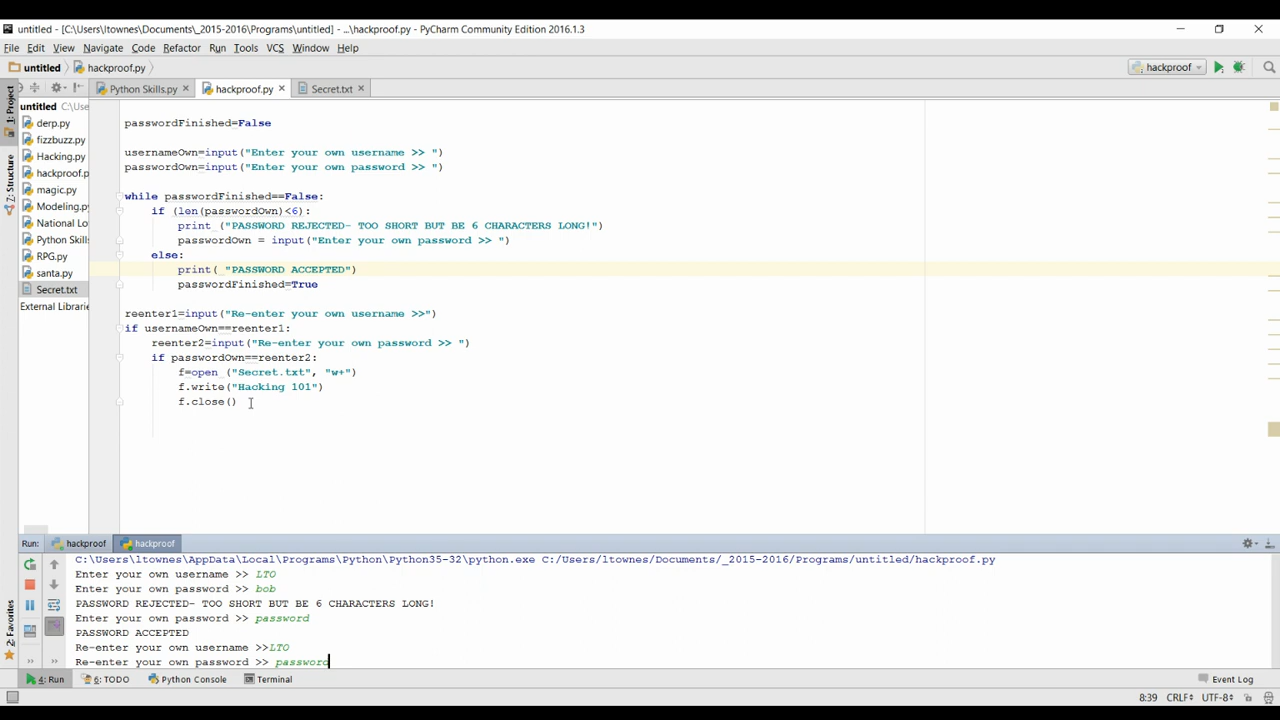 untitled - [C:\Users\ltownes\Documents\_2015-2016\Programs\untitled] - ...\hackproof.py - PyCharm Community Edition 2016.1.3
File Edit View Navigate Code Refactor Run Tools VCS Window Help
untitled hackproof.py hackproof
1: Project
Python Skills.py hackproof.py Secret.txt
untitled C:\Use
derp.py
fizzbuzz.py
Hacking.py
hackproof.p
magic.py
Modeling.py
National Lo
Python Skill
RPG.py
santa.py
Secret.txt
External Librarie
Z: Structure
passwordFinished=False
usernameOwn=input("Enter your own username >> ")
passwordOwn=input("Enter your own password >> ")
while passwordFinished==False:
if (len(passwordOwn)<6):
print ("PASSWORD REJECTED- TOO SHORT BUT BE 6 CHARACTERS LONG!")
passwordOwn = input("Enter your own password >> ")
else:
print( "PASSWORD ACCEPTED")
passwordFinished=True
reenter1=input("Re-enter your own username >>")
if usernameOwn==reenter1:
reenter2=input("Re-enter your own password >> ")
if passwordOwn==reenter2:
f=open ("Secret.txt", "w+")
f.write("Hacking 101")
f.close()
Run: hackproof hackproof
C:\Users\ltownes\AppData\Local\Programs\Python\Python35-32\python.exe C:/Users/ltownes/Documents/_2015-2016/Programs/untitled/hackproof.py
Enter your own username >> LTO
Enter your own password >> bob
PASSWORD REJECTED- TOO SHORT BUT BE 6 CHARACTERS LONG!
Enter your own password >> password
PASSWORD ACCEPTED
Re-enter your own username >>LTO
Re-enter your own password >> password
2: Favorites
4: Run 6: TODO Python Console Terminal Event Log
8:39 CRLF UTF-8